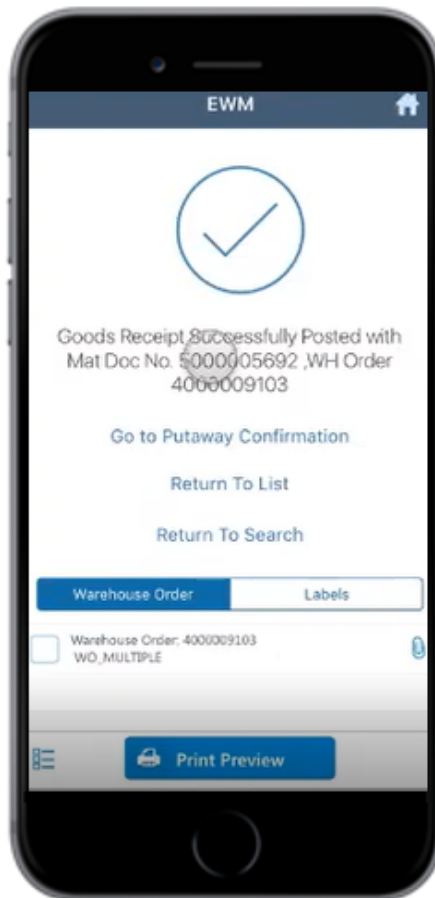 EWM
Goods Receipt Successfully Posted with
Mat Doc No. 5000005692 ,WH Order
4000009103
Go to Putaway Confirmation
Return To List
Return To Search
Warehouse Order Labels
Warehouse Order: 4000009103
WO_MULTIPLE
Print Preview